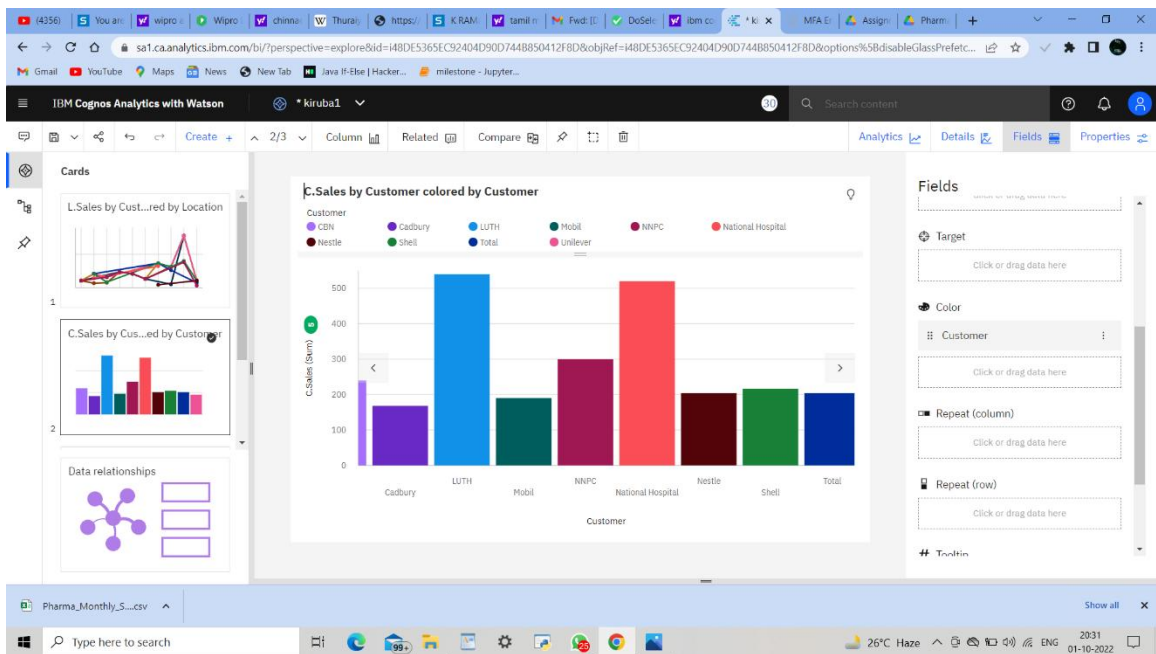 (4356)
You are
wipro a
Wipro
chinnai
Thuraiy
https://
K RAM
tamil n
Fwd: [D
DoSele
ibm co
* ki
MFA Er
Assign
Pharm
sa1.ca.analytics.ibm.com/bi/?perspective=explore&id=i48DE5365EC92404D90D744B850412F8D&objRef=i48DE5365EC92404D90D744B850412F8D&options%5BdisableGlassPrefetc...
Gmail
YouTube
Maps
News
New Tab
Java If-Else | Hacker...
milestone - Jupyter...
IBM Cognos Analytics with Watson
* kiruba1
30
Search content
Create +
2/3
Column
Related
Compare
Analytics
Details
Fields
Properties
Cards
L.Sales by Cust...red by Location
1
C.Sales by Cus...ed by Customer
2
Data relationships
C.Sales by Customer colored by Customer
Customer
CBN
Cadbury
LUTH
Mobil
NNPC
National Hospital
Nestle
Shell
Total
Unilever
C.Sales (Sum)
500
400
300
200
100
0
Cadbury
LUTH
Mobil
NNPC
National Hospital
Nestle
Shell
Total
Customer
Fields
Target
Click or drag data here
Color
Customer
Click or drag data here
Repeat (column)
Click or drag data here
Repeat (row)
Click or drag data here
Tooltip
Pharma_Monthly_S....csv
Show all
Type here to search
99+
25
26°C Haze
ENG
20:31
01-10-2022